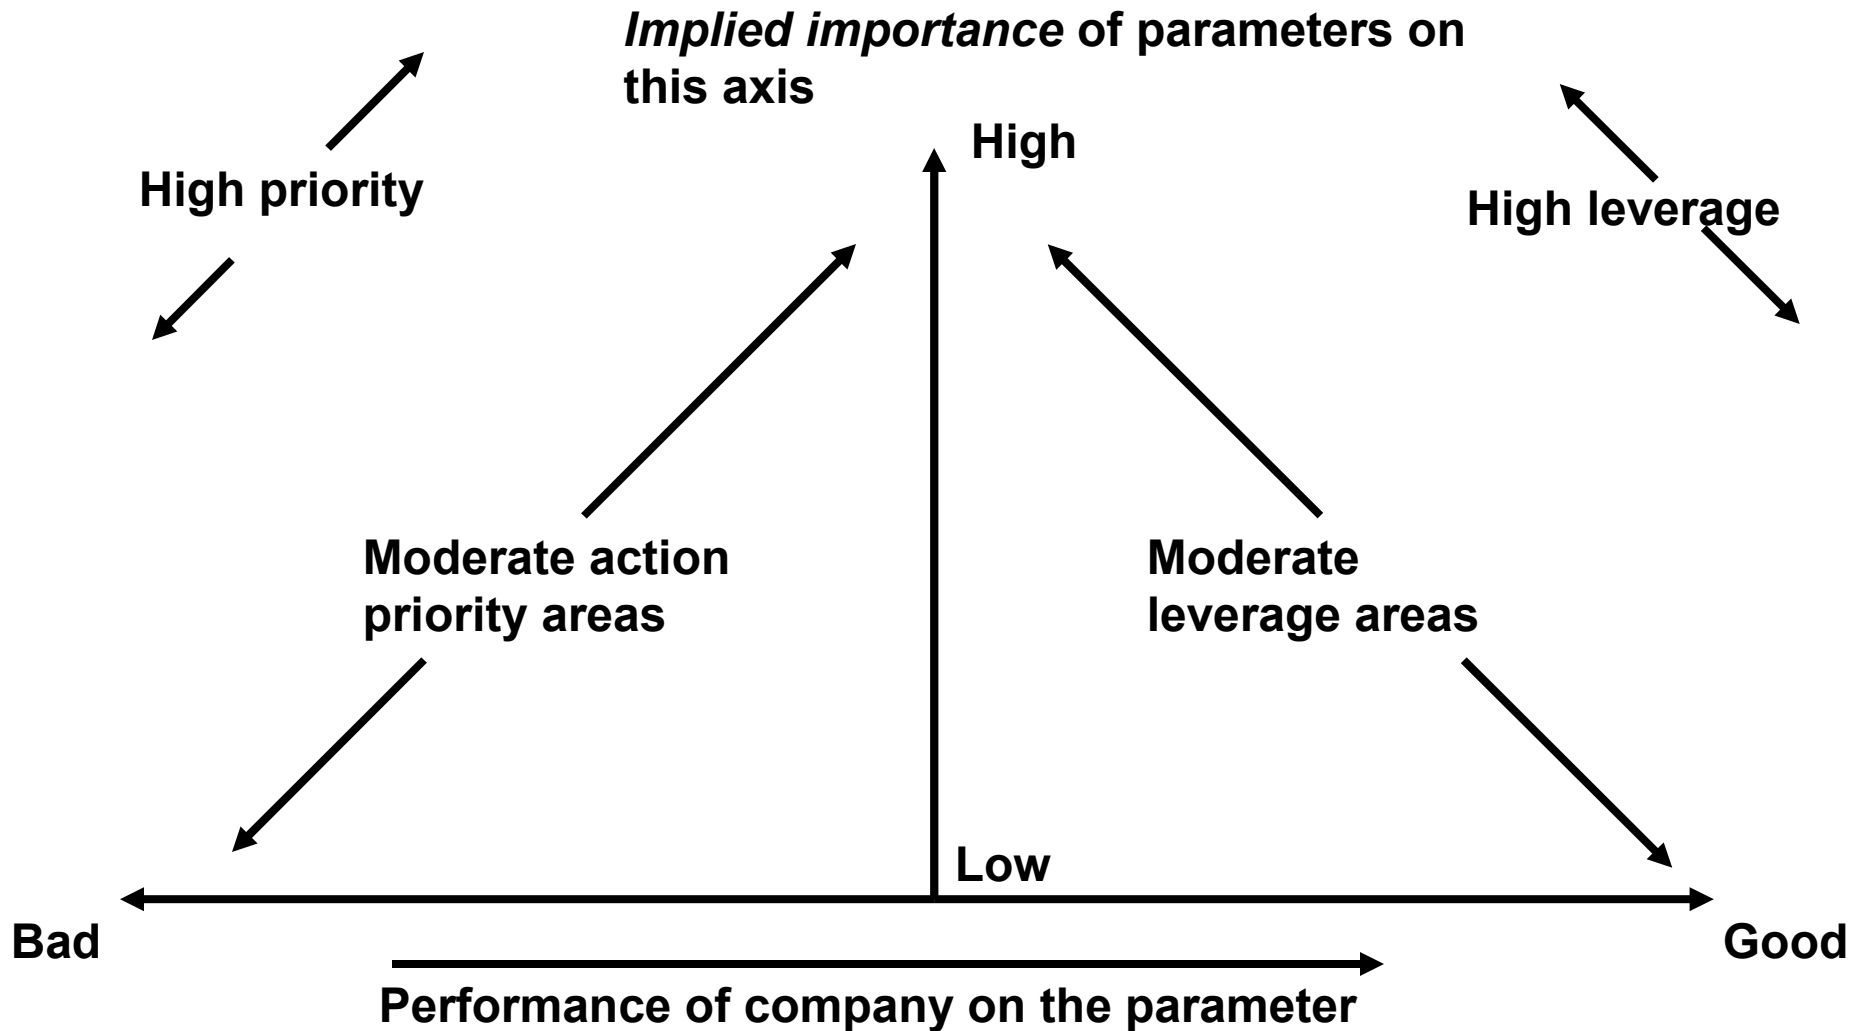 Implied importance of parameters on
this axis
High
High priority
High leverage
Moderate action
priority areas
Moderate
leverage areas
Low
Bad
Good
Performance of company on the parameter